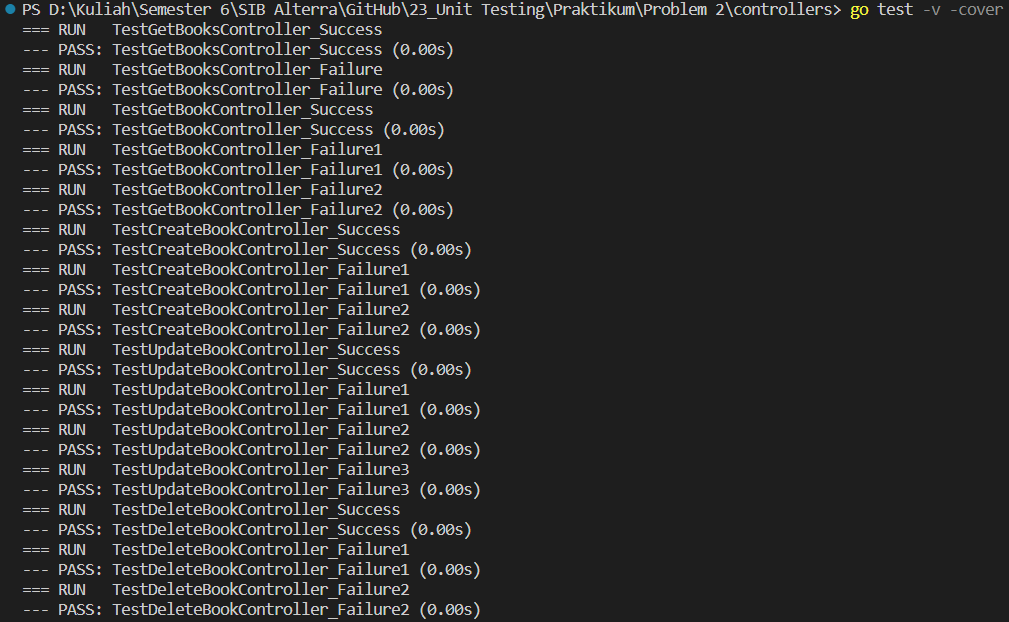 PS D:\Kuliah\Semester 6\SIB Alterra\GitHub\23_Unit Testing\Praktikum\Problem 2\controllers> go test -v -cover
=== RUN   TestGetBooksController_Success
--- PASS: TestGetBooksController_Success (0.00s)
=== RUN   TestGetBooksController_Failure
--- PASS: TestGetBooksController_Failure (0.00s)
=== RUN   TestGetBookController_Success
--- PASS: TestGetBookController_Success (0.00s)
=== RUN   TestGetBookController_Failure1
--- PASS: TestGetBookController_Failure1 (0.00s)
=== RUN   TestGetBookController_Failure2
--- PASS: TestGetBookController_Failure2 (0.00s)
=== RUN   TestCreateBookController_Success
--- PASS: TestCreateBookController_Success (0.00s)
=== RUN   TestCreateBookController_Failure1
--- PASS: TestCreateBookController_Failure1 (0.00s)
=== RUN   TestCreateBookController_Failure2
--- PASS: TestCreateBookController_Failure2 (0.00s)
=== RUN   TestUpdateBookController_Success
--- PASS: TestUpdateBookController_Success (0.00s)
=== RUN   TestUpdateBookController_Failure1
--- PASS: TestUpdateBookController_Failure1 (0.00s)
=== RUN   TestUpdateBookController_Failure2
--- PASS: TestUpdateBookController_Failure2 (0.00s)
=== RUN   TestUpdateBookController_Failure3
--- PASS: TestUpdateBookController_Failure3 (0.00s)
=== RUN   TestDeleteBookController_Success
--- PASS: TestDeleteBookController_Success (0.00s)
=== RUN   TestDeleteBookController_Failure1
--- PASS: TestDeleteBookController_Failure1 (0.00s)
=== RUN   TestDeleteBookController_Failure2
--- PASS: TestDeleteBookController_Failure2 (0.00s)